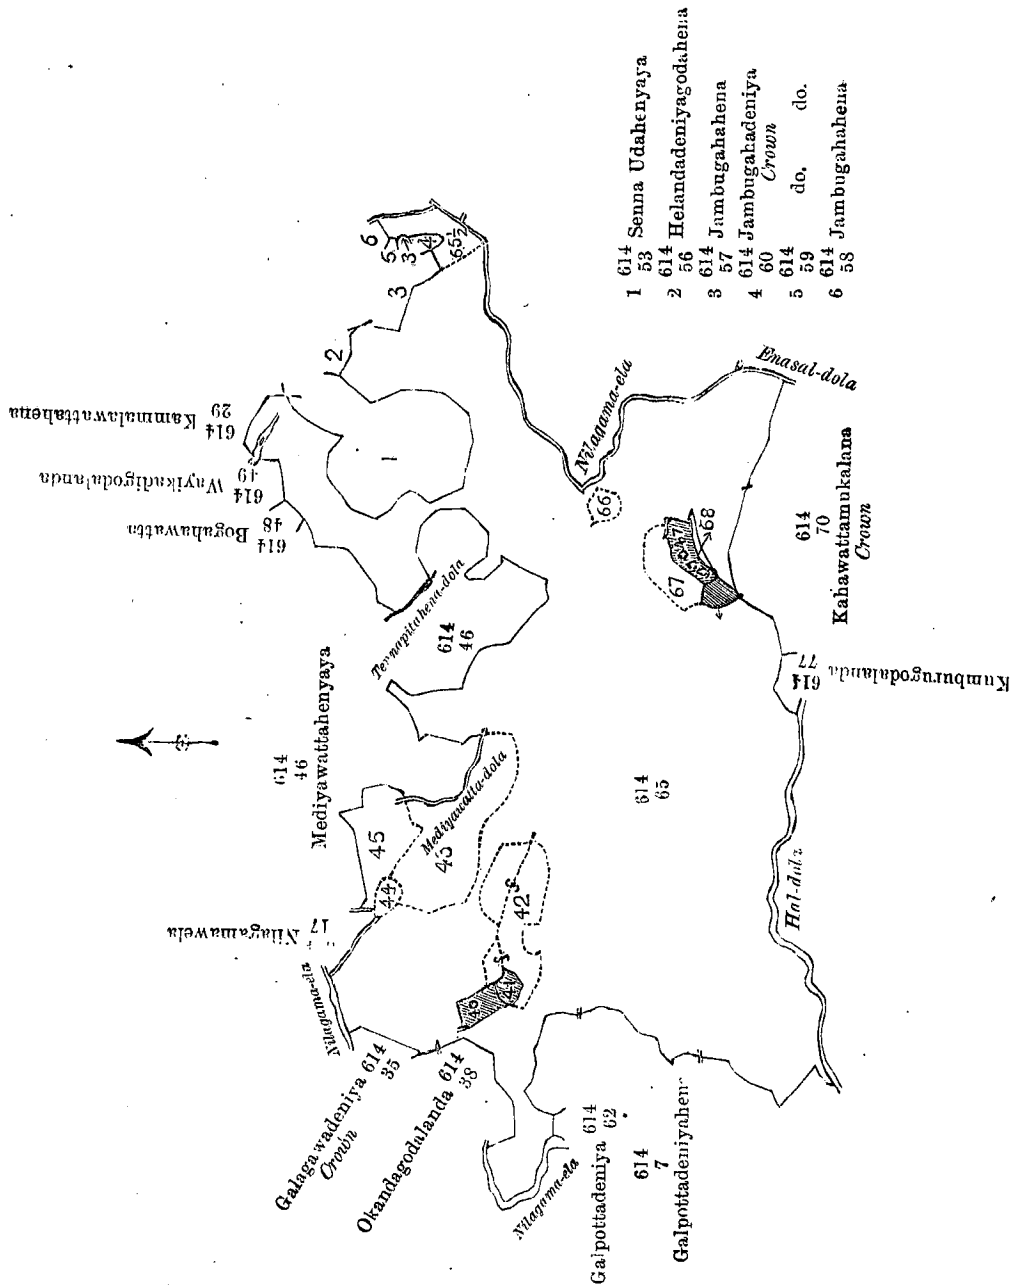 Kammalawattahena 614
29
Wayikadigodalanda 614
49
Bogahawatta 614
48
Ternapitahena-dola
614
46
614
46
Mediyawattahenyaya
Mediyawatta-dola
Nilagamawela
17
Nilagama-ela
Galagawadeniya 614
35
Crown
Okandagodalanda 614
38
Nilagama-ela
Galpottadeniya 614
62
614
7
Galpottadeniyahena
45
44
43
42
41
1
2
3
6
5
3
4
65½
Nilagama-ela
Enasal-dola
66
67
68
614
65
Hal-dola
614
77
Kumburugodalanda
614
70
Kahawattamukalana
Crown
1 614 Senna Udahenyaya
53
2 614 Helandadeniyagodahena
56
3 614 Jambugahahena
57
4 614 Jambugahadeniya
60 Crown
5 614 do. do.
59
6 614 Jambugahahena
58